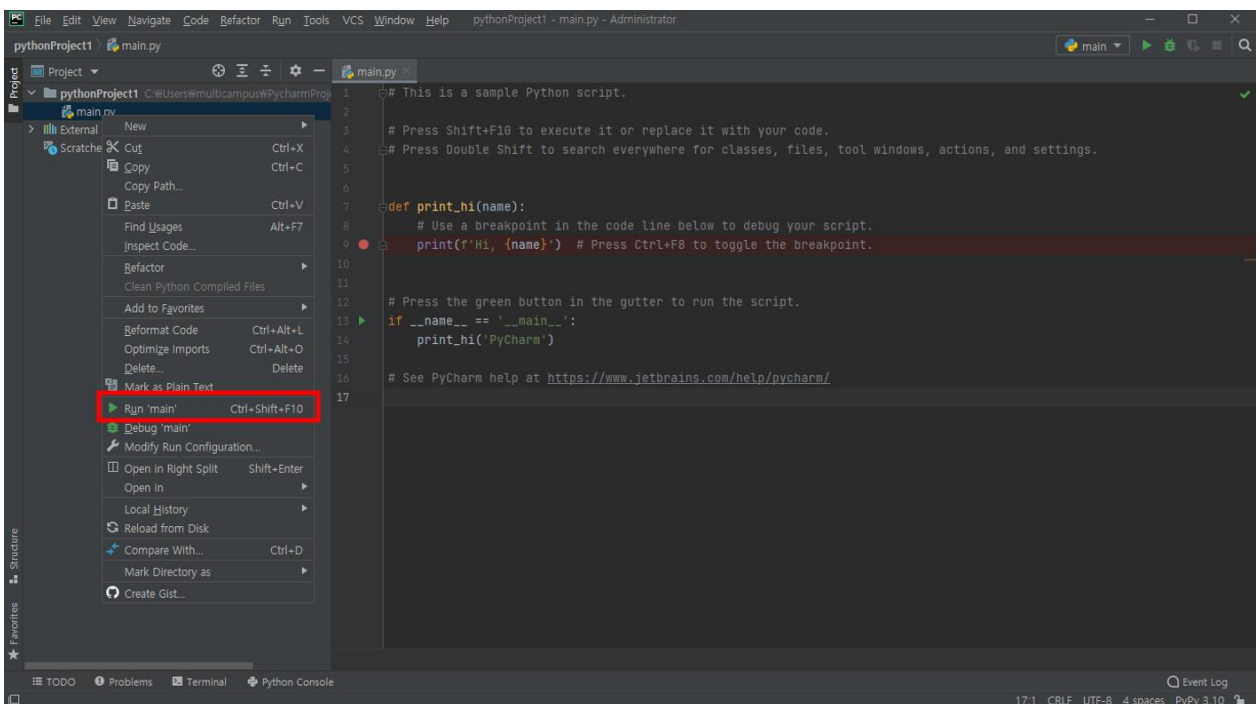 PC File Edit View Navigate Code Refactor Run Tools VCS Window Help pythonProject1 - main.py - Administrator
pythonProject1 main.py main
Project
Project main.py
pythonProject1 C:₩Users₩multicampus₩PycharmProj
main.py
External
Scratche
New
Cut Ctrl+X
Copy Ctrl+C
Copy Path...
Paste Ctrl+V
Find Usages Alt+F7
Inspect Code...
Refactor
Clean Python Compiled Files
Add to Favorites
Reformat Code Ctrl+Alt+L
Optimize Imports Ctrl+Alt+O
Delete... Delete
Mark as Plain Text
Run 'main' Ctrl+Shift+F10
Debug 'main'
Modify Run Configuration...
Open in Right Split Shift+Enter
Open In
Local History
Reload from Disk
Compare With... Ctrl+D
Mark Directory as
Create Gist...
1 # This is a sample Python script.
2
3 # Press Shift+F10 to execute it or replace it with your code.
4 # Press Double Shift to search everywhere for classes, files, tool windows, actions, and settings.
5
6
7 def print_hi(name):
8 # Use a breakpoint in the code line below to debug your script.
9 print(f'Hi, {name}') # Press Ctrl+F8 to toggle the breakpoint.
10
11
12 # Press the green button in the gutter to run the script.
13 if __name__ == '__main__':
14 print_hi('PyCharm')
15
16 # See PyCharm help at https://www.jetbrains.com/help/pycharm/
17
Structure
Favorites
TODO Problems Terminal Python Console Event Log
17:1 CRLF UTF-8 4 spaces PyPy 3.10